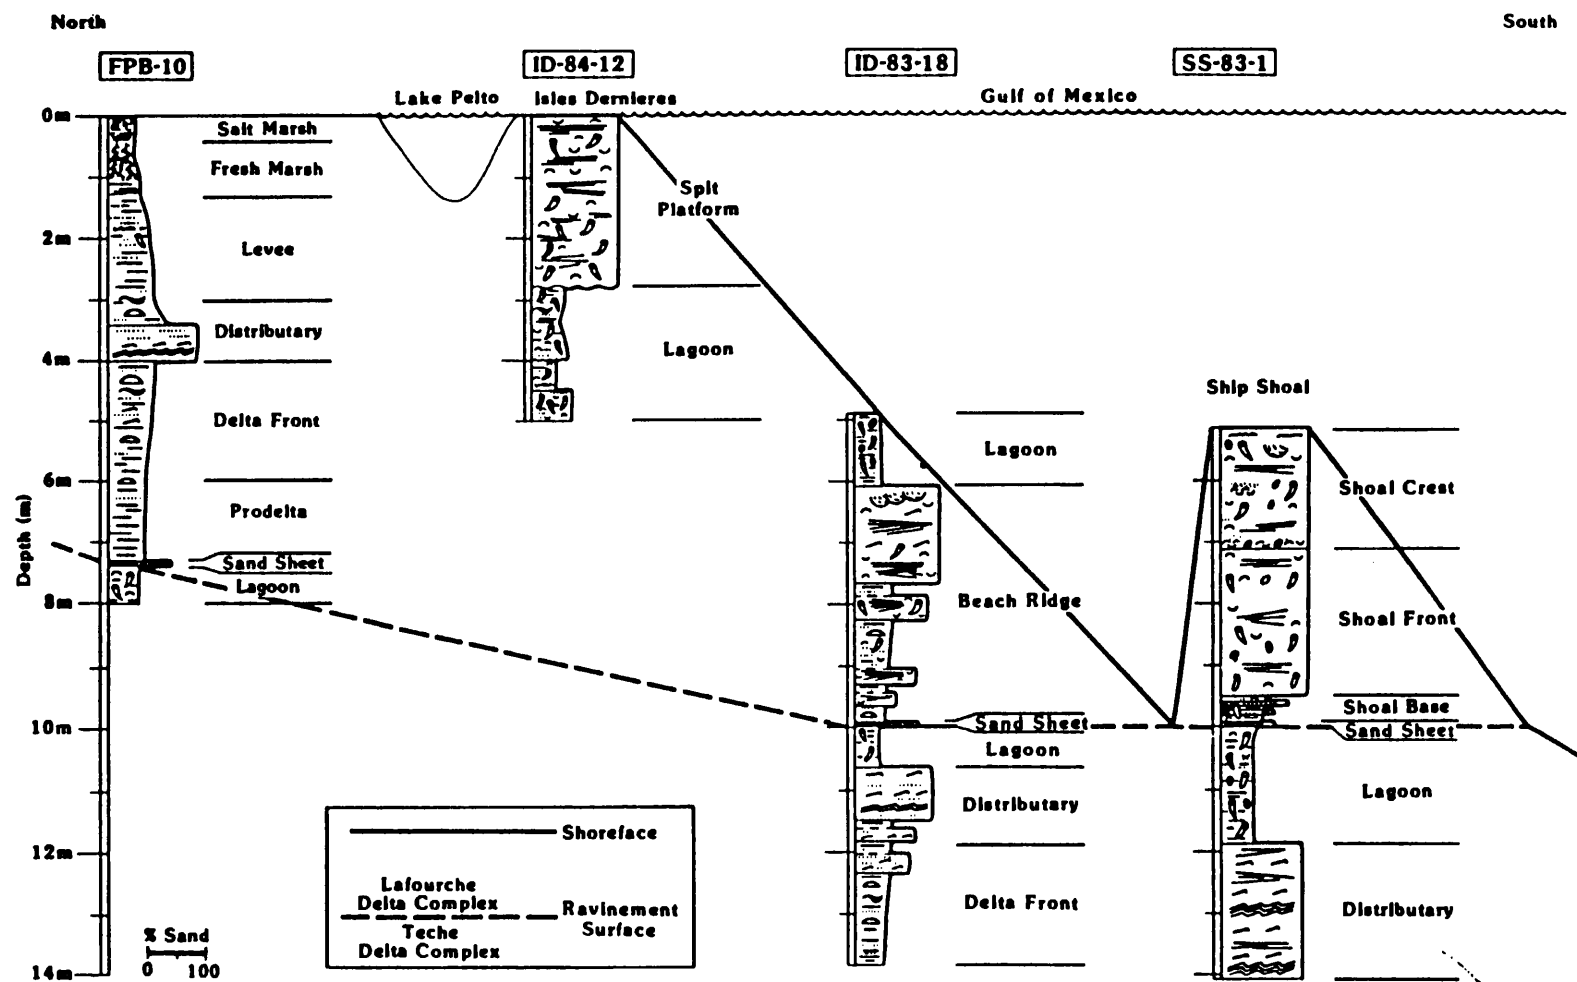 North
South
FPB-10
ID-84-12
ID-83-18
SS-83-1
Lake Pelto
Isles Dernieres
Gulf of Mexico
0m
2m
4m
6m
8m
10m
12m
14m
Depth (m)
Salt Marsh
Fresh Marsh
Levee
Distributary
Delta Front
Prodelta
Sand Sheet
Lagoon
Spit
Platform
Lagoon
Lagoon
Beach Ridge
Sand Sheet
Lagoon
Distributary
Delta Front
Ship Shoal
Shoal Crest
Shoal Front
Shoal Base
Sand Sheet
Lagoon
Distributary
% Sand
0 100
Shoreface
Lafourche
Delta Complex
Ravinement
Surface
Teche
Delta Complex